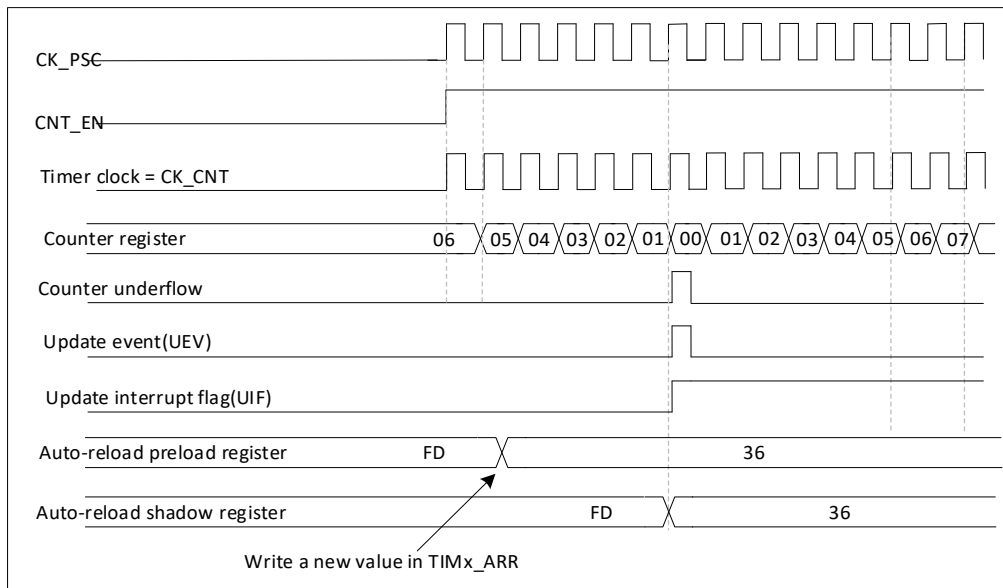 CK_PSC
CNT_EN
Timer clock = CK_CNT
Counter register 06 05 04 03 02 01 00 01 02 03 04 05 06 07
Counter underflow
Update event(UEV)
Update interrupt flag(UIF)
Auto-reload preload register FD 36
Auto-reload shadow register FD 36
Write a new value in TIMx_ARR